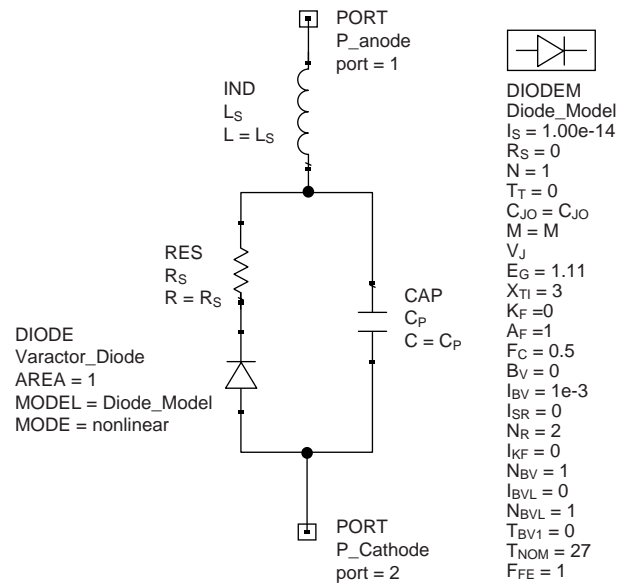 PORT
P_anode
port = 1
IND
LS
L = LS
RES
RS
R = RS
CAP
CP
C = CP
DIODE
Varactor_Diode
AREA = 1
MODEL = Diode_Model
MODE = nonlinear
PORT
P_Cathode
port = 2
DIODEM
Diode_Model
IS = 1.00e-14
RS = 0
N = 1
TT = 0
CJO = CJO
M = M
VJ
EG = 1.11
XTI = 3
KF =0
AF =1
FC = 0.5
BV = 0
IBV = 1e-3
ISR = 0
NR = 2
IKF = 0
NBV = 1
IBVL = 0
NBVL = 1
TBV1 = 0
TNOM = 27
FFE = 1